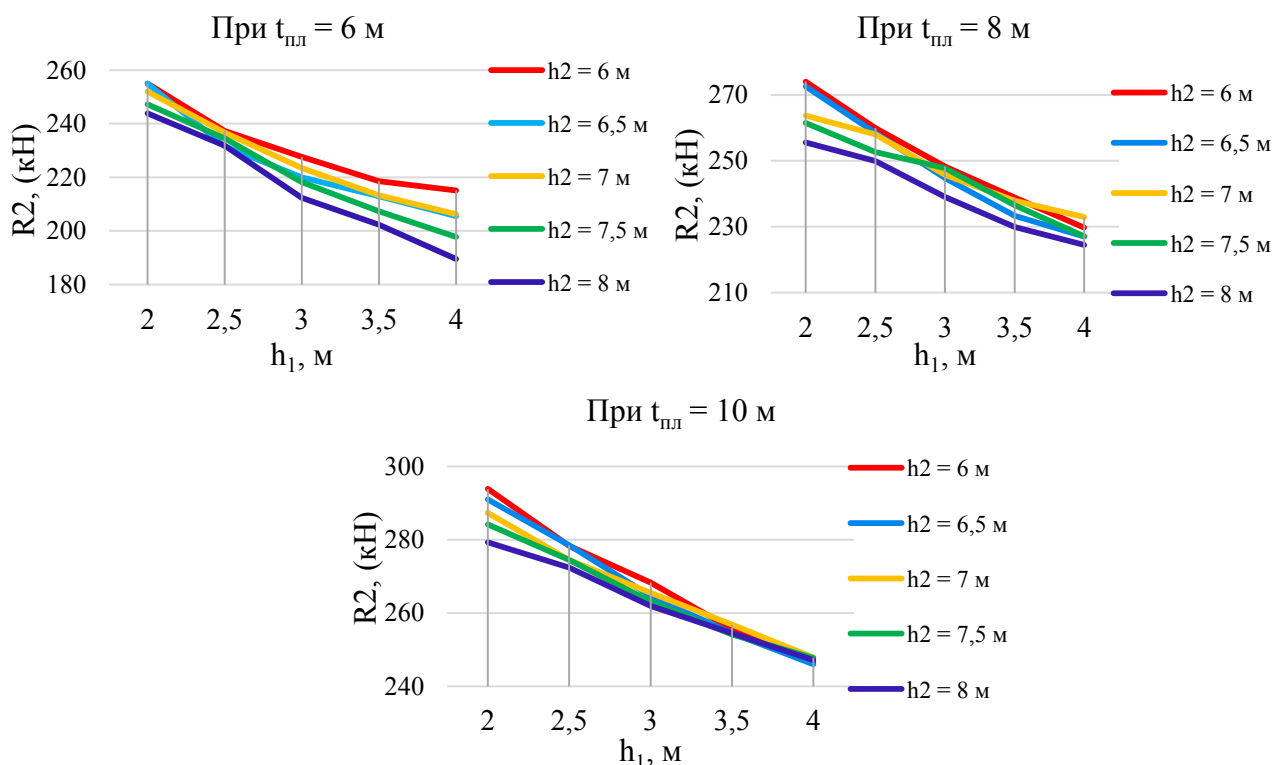 При tпл = 6 м
R2, (кН)
260
240
220
200
180
2 2,5 3 3,5 4
h1, м
h2 = 6 м
h2 = 6,5 м
h2 = 7 м
h2 = 7,5 м
h2 = 8 м
При tпл = 8 м
R2, (кН)
270
250
230
210
2 2,5 3 3,5 4
h1, м
h2 = 6 м
h2 = 6,5 м
h2 = 7 м
h2 = 7,5 м
h2 = 8 м
При tпл = 10 м
R2, (кН)
300
280
260
240
2 2,5 3 3,5 4
h1, м
h2 = 6 м
h2 = 6,5 м
h2 = 7 м
h2 = 7,5 м
h2 = 8 м